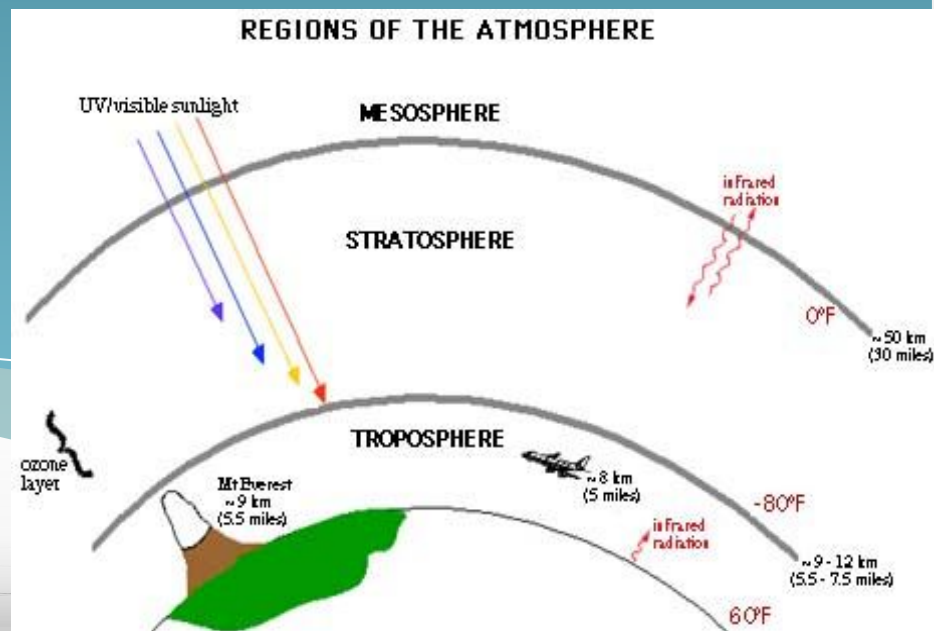 REGIONS OF THE ATMOSPHERE
UV/visible sunlight
MESOSPHERE
infrared
radiation
STRATOSPHERE
0°F
~50 km
(30 miles)
TROPOSPHERE
ozone
layer
Mt Everest
~9 km
(5.5 miles)
~8 km
(5 miles)
-80°F
infrared
radiation
~9 - 12 km
(5.5 - 7.5 miles)
60°F